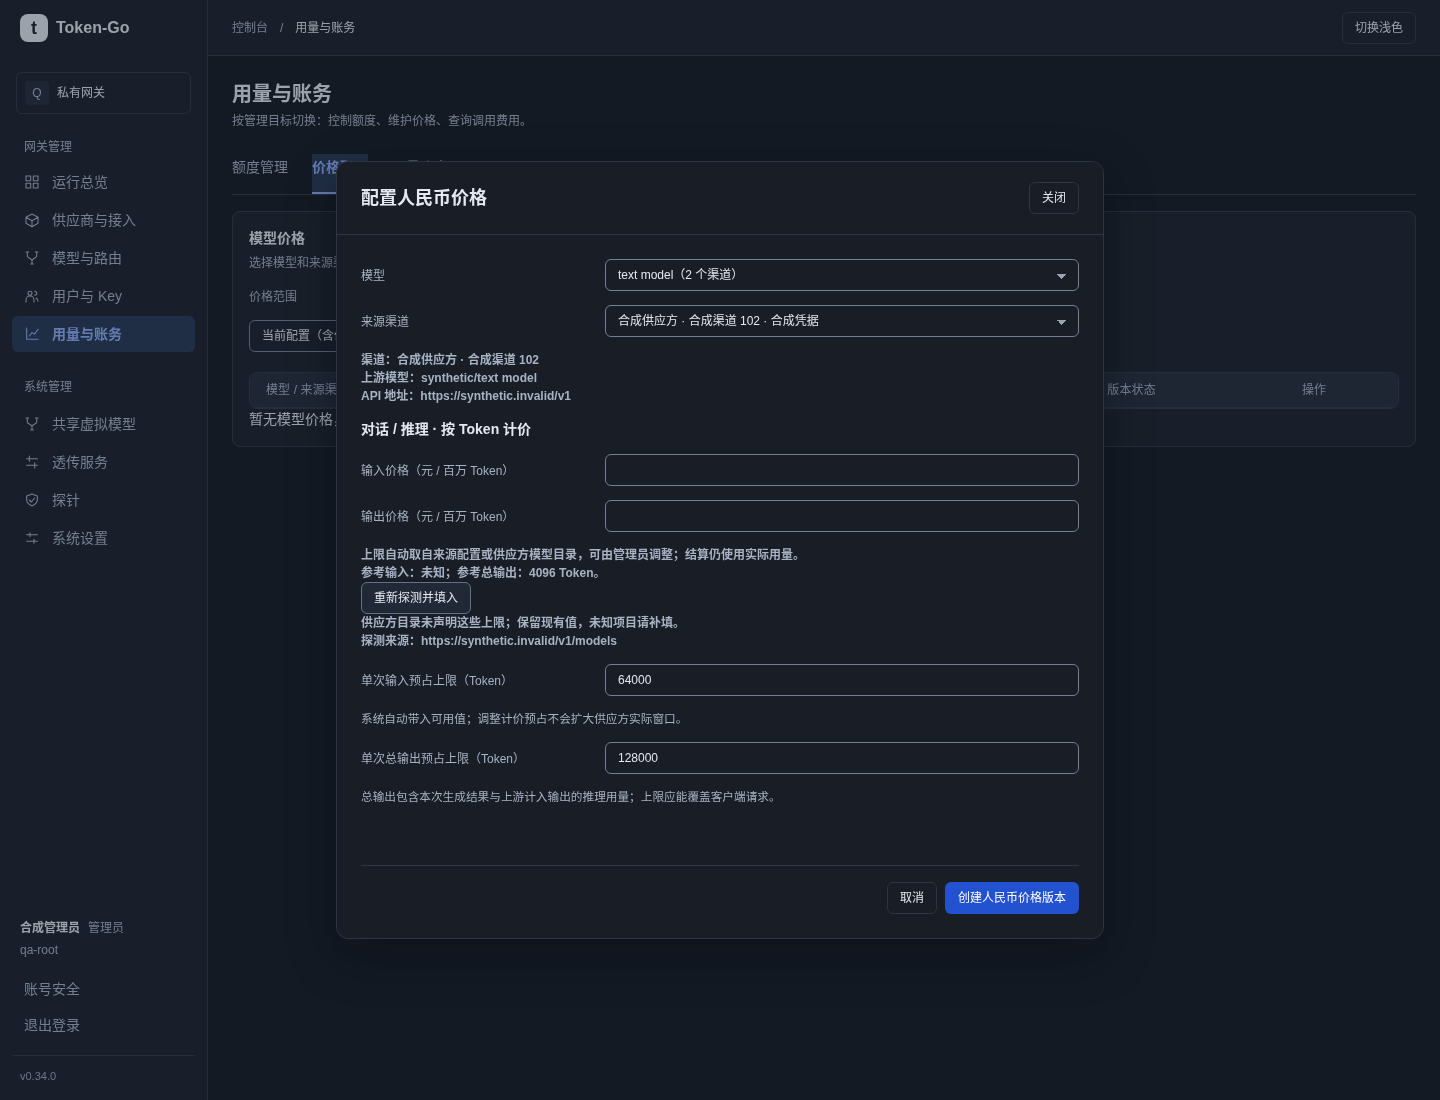 t Token-Go
Q 私有网关
网关管理
运行总览
供应商与接入
模型与路由
用户与 Key
用量与账务
系统管理
共享虚拟模型
透传服务
探针
系统设置
合成管理员 管理员
qa-root
账号安全
退出登录
v0.34.0
控制台 / 用量与账务
切换浅色
用量与账务
按管理目标切换：控制额度、维护价格、查询调用费用。
额度管理
价格
模型价格
选择模型和来源
价格范围
当前配置（含
模型 / 来源渠
版本状态
操作
暂无模型价格
配置人民币价格
关闭
模型
text model（2 个渠道）
来源渠道
合成供应方 · 合成渠道 102 · 合成凭据
渠道：合成供应方 · 合成渠道 102
上游模型：synthetic/text model
API 地址：https://synthetic.invalid/v1
对话 / 推理 · 按 Token 计价
输入价格（元 / 百万 Token）
输出价格（元 / 百万 Token）
上限自动取自来源配置或供应方模型目录，可由管理员调整；结算仍使用实际用量。
参考输入：未知；参考总输出：4096 Token。
重新探测并填入
供应方目录未声明这些上限；保留现有值，未知项目请补填。
探测来源：https://synthetic.invalid/v1/models
单次输入预占上限（Token）
64000
系统自动带入可用值；调整计价预占不会扩大供应方实际窗口。
单次总输出预占上限（Token）
128000
总输出包含本次生成结果与上游计入输出的推理用量；上限应能覆盖客户端请求。
取消
创建人民币价格版本